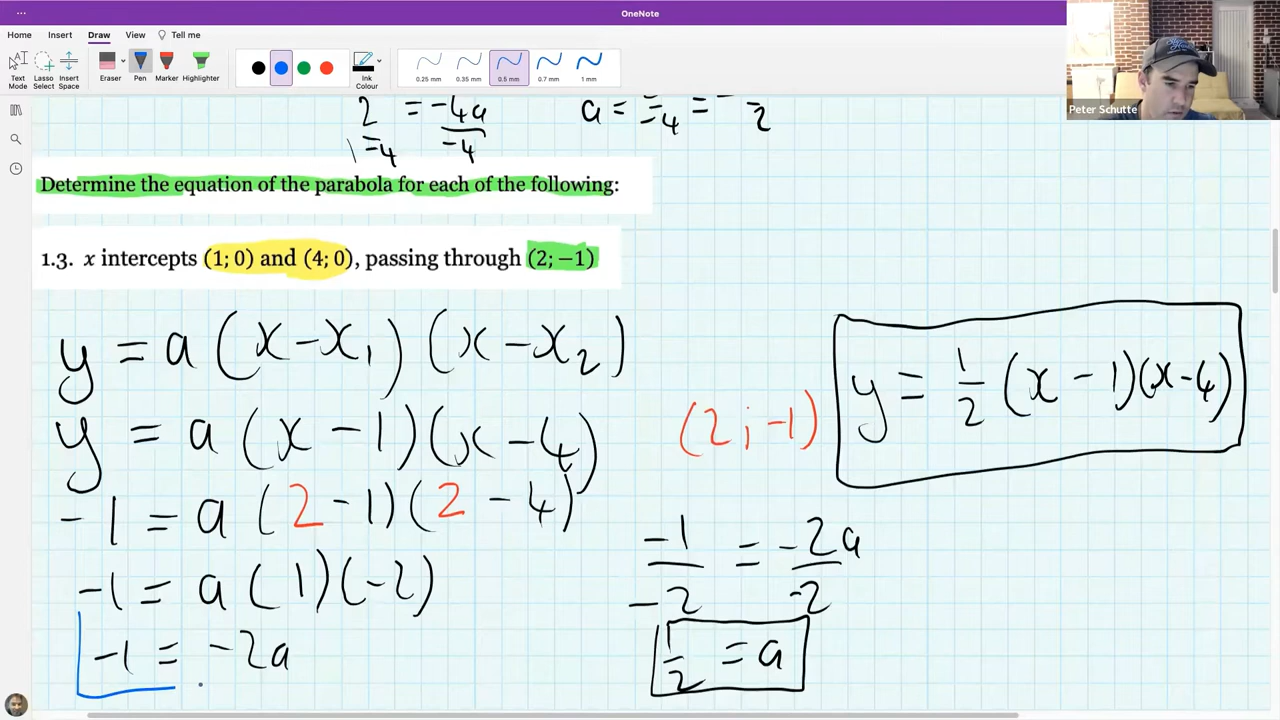 OneNote
Home Insert Draw View Tell me
Text Mode Lasso Select Insert Space Eraser Pen Marker Highlighter 0.25 mm 0.35 mm 0.5 mm 0.7 mm 1 mm Ink Colour
Peter Schutte
2 = -4a
-4 -4
a =
-4
=
2
Determine the equation of the parabola for each of the following:
1.3. x intercepts (1; 0) and (4; 0), passing through (2; −1)
y = a (x - x₁) (x - x₂)
y = a (x - 1)(x - 4)
-1 = a (2 - 1)(2 - 4)
-1 = a (1)(-2)
-1 = -2a
(2; -1)
-1/-2 = -2a/-2
1/2 = a
y = 1/2 (x - 1)(x - 4)